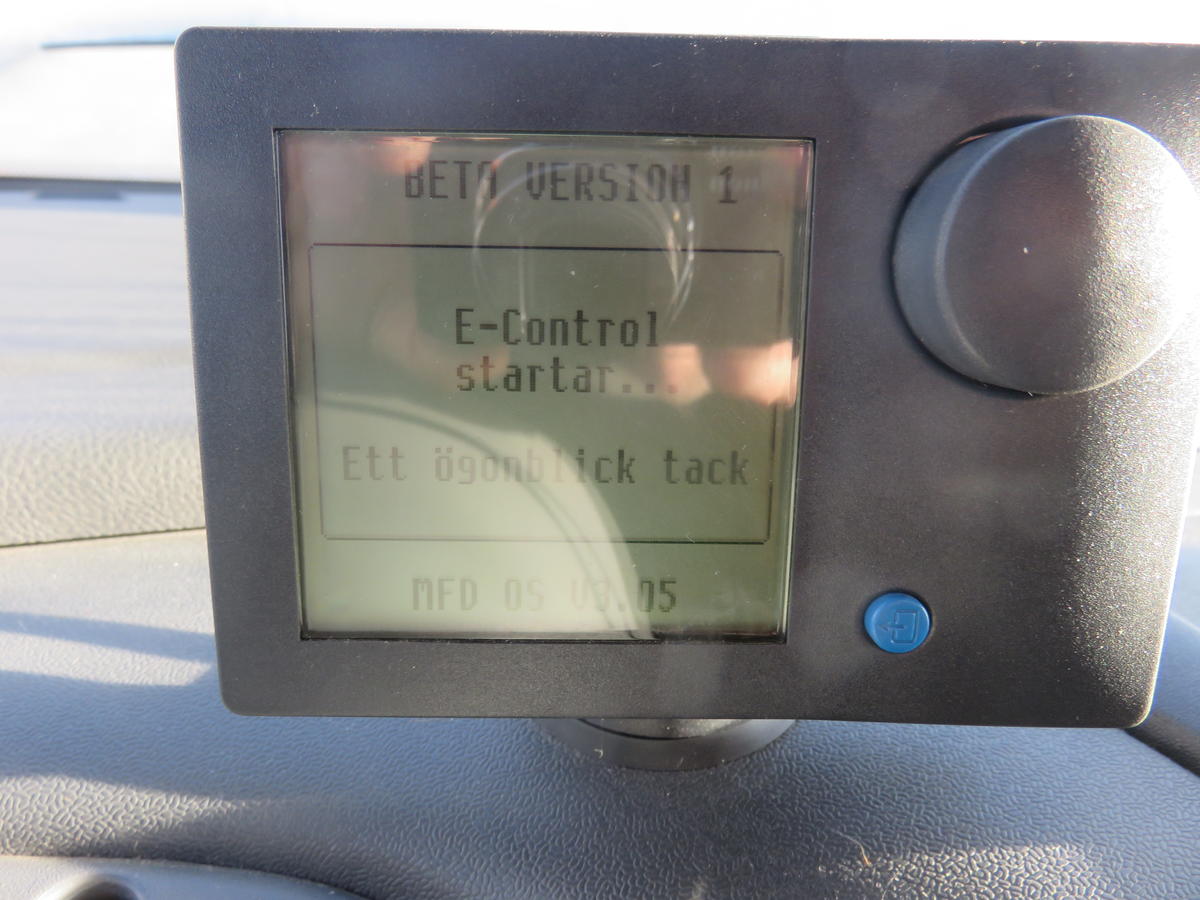 BETA VERSION 1
E-Control
startar...
Ett ögonblick tack
MFD OS V3.05